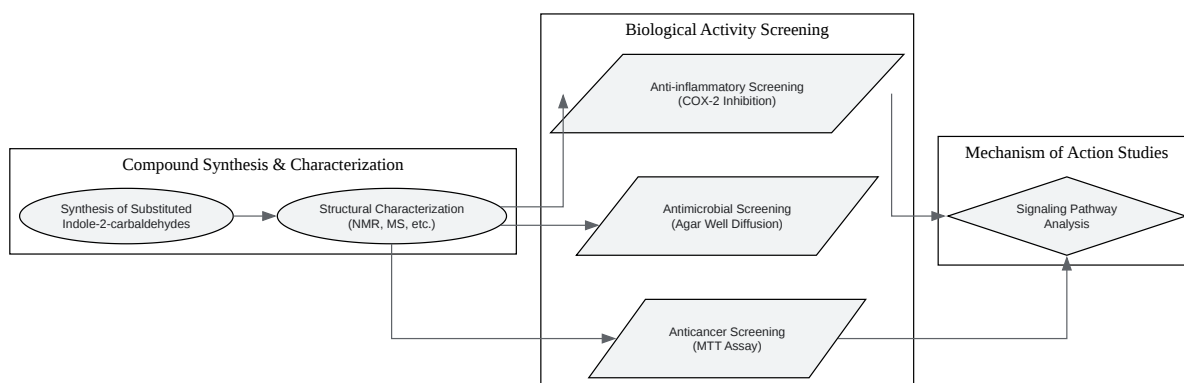 Compound Synthesis & Characterization
Synthesis of Substituted
Indole-2-carbaldehydes
Structural Characterization
(NMR, MS, etc.)
Biological Activity Screening
Anti-inflammatory Screening
(COX-2 Inhibition)
Antimicrobial Screening
(Agar Well Diffusion)
Anticancer Screening
(MTT Assay)
Mechanism of Action Studies
Signaling Pathway
Analysis